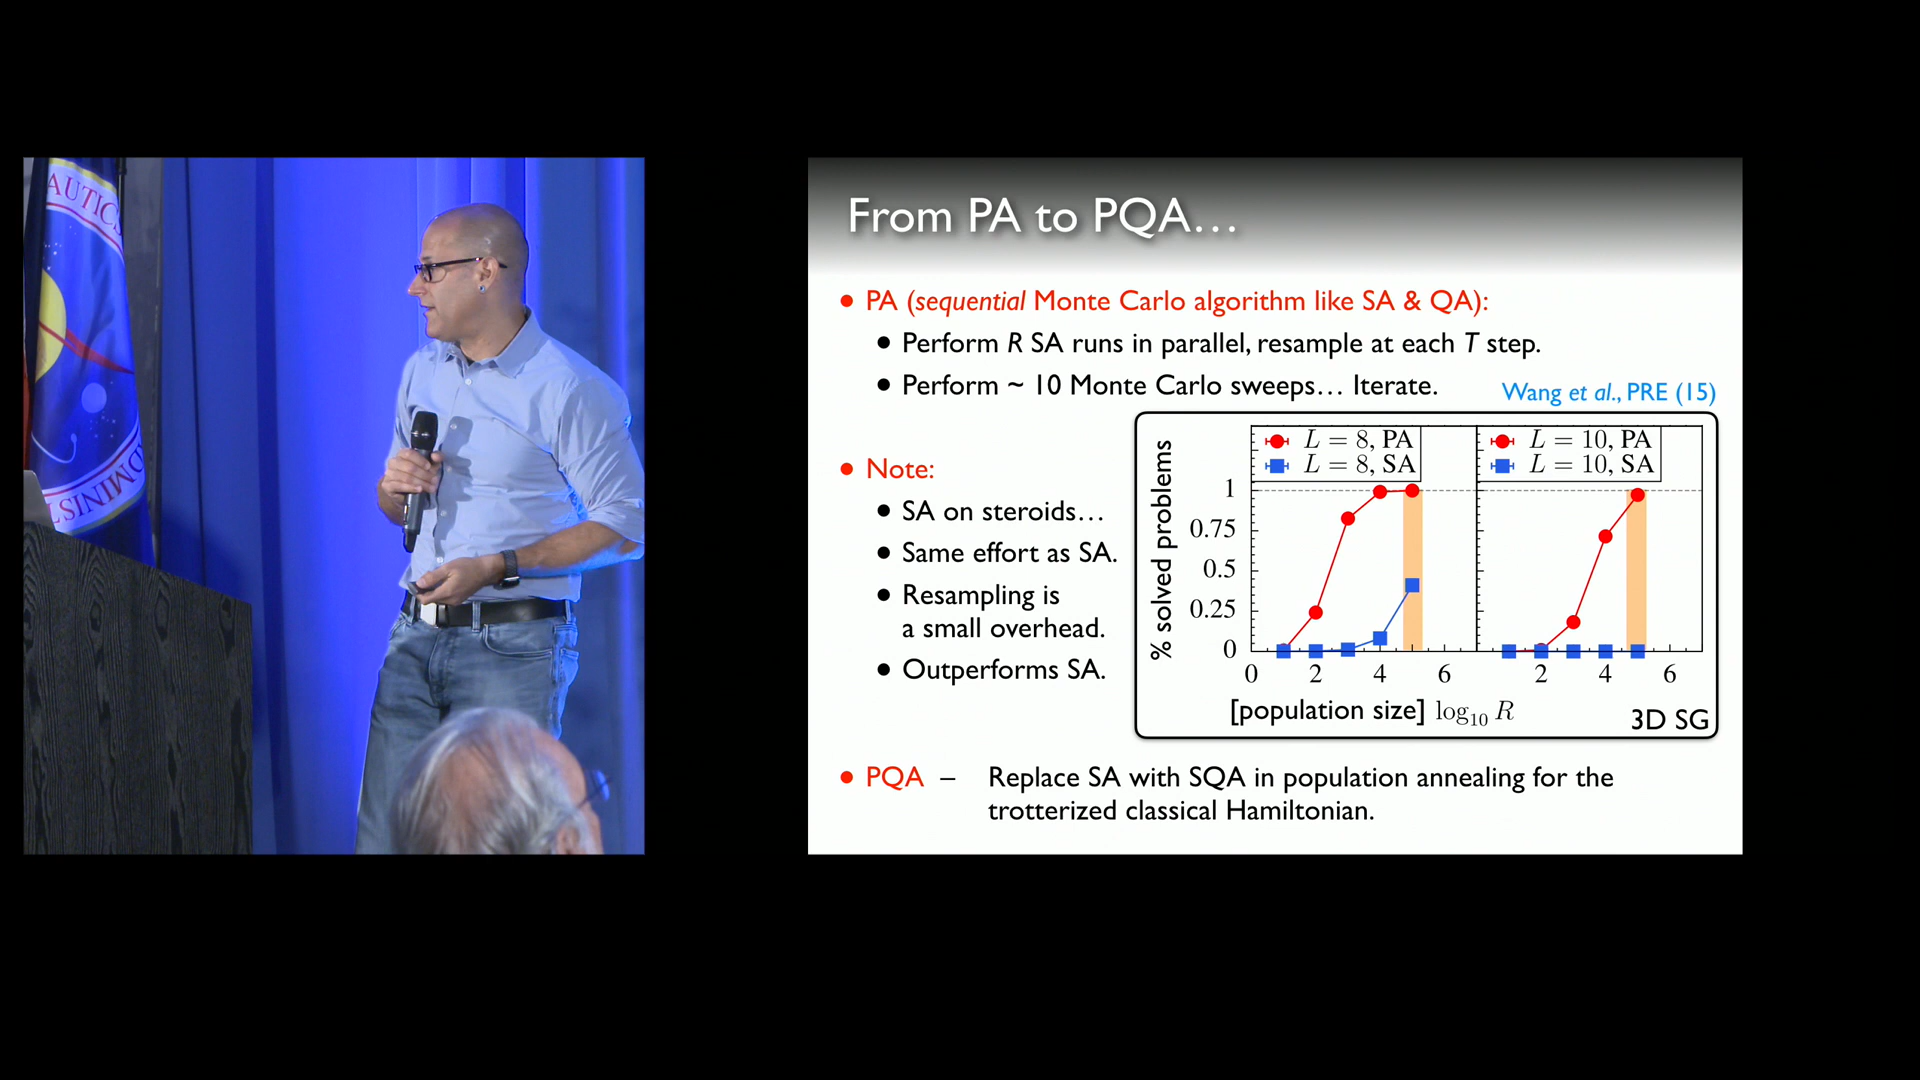 AUTICS
DMINIST
From PA to PQA...
• PA (sequential Monte Carlo algorithm like SA & QA):
• Perform R SA runs in parallel, resample at each T step.
• Perform ~ 10 Monte Carlo sweeps... Iterate.
Wang et al., PRE (15)
• Note:
• SA on steroids...
• Same effort as SA.
• Resampling is
a small overhead.
• Outperforms SA.
% solved problems
L = 8, PA
L = 8, SA
L = 10, PA
L = 10, SA
1
0.75
0.5
0.25
0
0 2 4 6 2 4 6
[population size] log₁₀ R
3D SG
• PQA – Replace SA with SQA in population annealing for the
trotterized classical Hamiltonian.